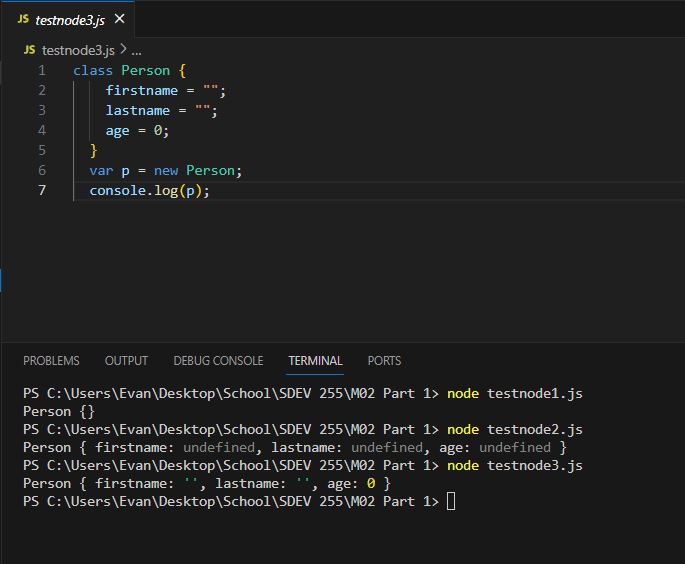 JS testnode3.js ×
JS testnode3.js > ...
1 class Person {
2 firstname = "";
3 lastname = "";
4 age = 0;
5 }
6 var p = new Person;
7 console.log(p);
PROBLEMS OUTPUT DEBUG CONSOLE TERMINAL PORTS
PS C:\Users\Evan\Desktop\School\SDEV 255\M02 Part 1> node testnode1.js
Person {}
PS C:\Users\Evan\Desktop\School\SDEV 255\M02 Part 1> node testnode2.js
Person { firstname: undefined, lastname: undefined, age: undefined }
PS C:\Users\Evan\Desktop\School\SDEV 255\M02 Part 1> node testnode3.js
Person { firstname: '', lastname: '', age: 0 }
PS C:\Users\Evan\Desktop\School\SDEV 255\M02 Part 1>